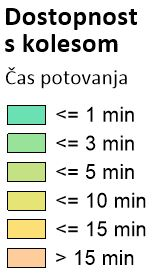 Dostopnost
s kolesom
Čas potovanja
<= 1 min
<= 3 min
<= 5 min
<= 10 min
<= 15 min
> 15 min